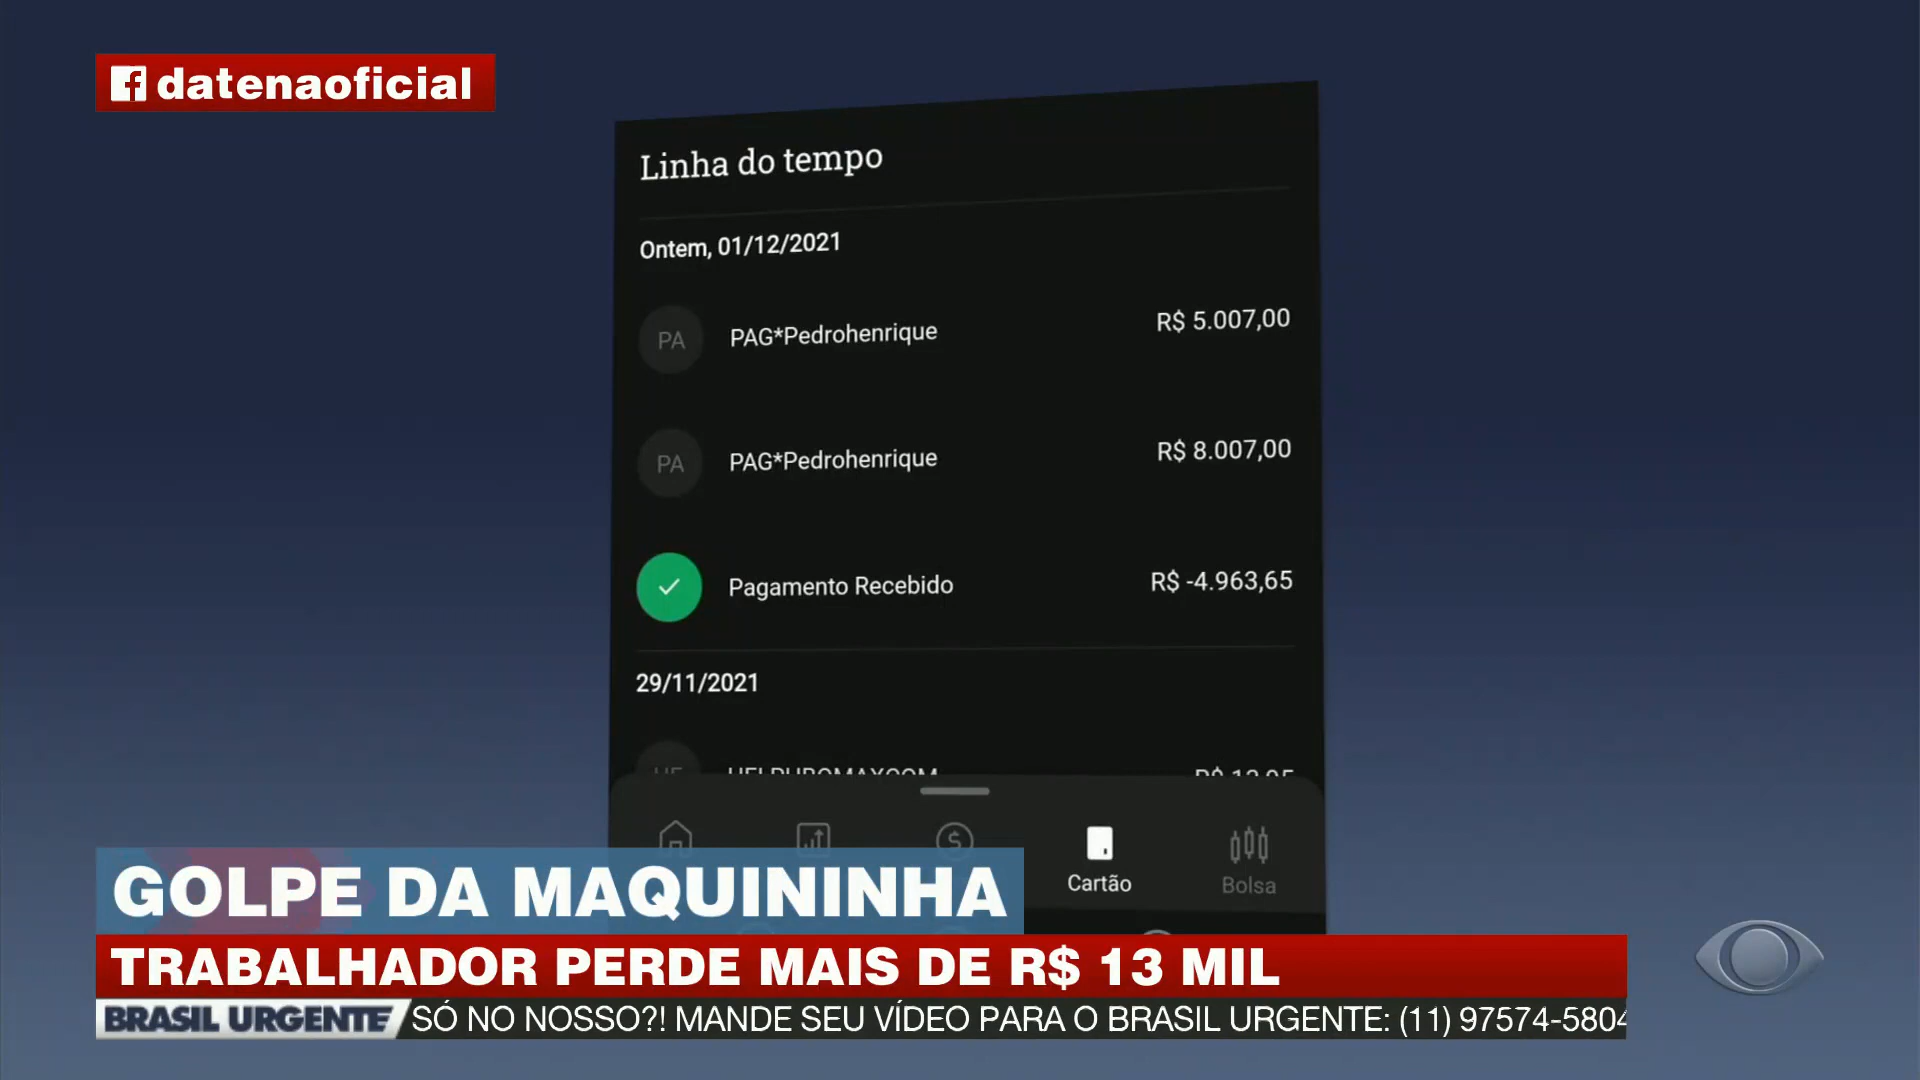 datenaoficial
Linha do tempo
Ontem, 01/12/2021
PA PAG*Pedrohenrique R$ 5.007,00
PA PAG*Pedrohenrique R$ 8.007,00
Pagamento Recebido R$ -4.963,65
29/11/2021
Cartão
Bolsa
GOLPE DA MAQUININHA
TRABALHADOR PERDE MAIS DE R$ 13 MIL
BRASIL URGENTE SÓ NO NOSSO?! MANDE SEU VÍDEO PARA O BRASIL URGENTE: (11) 97574-5804